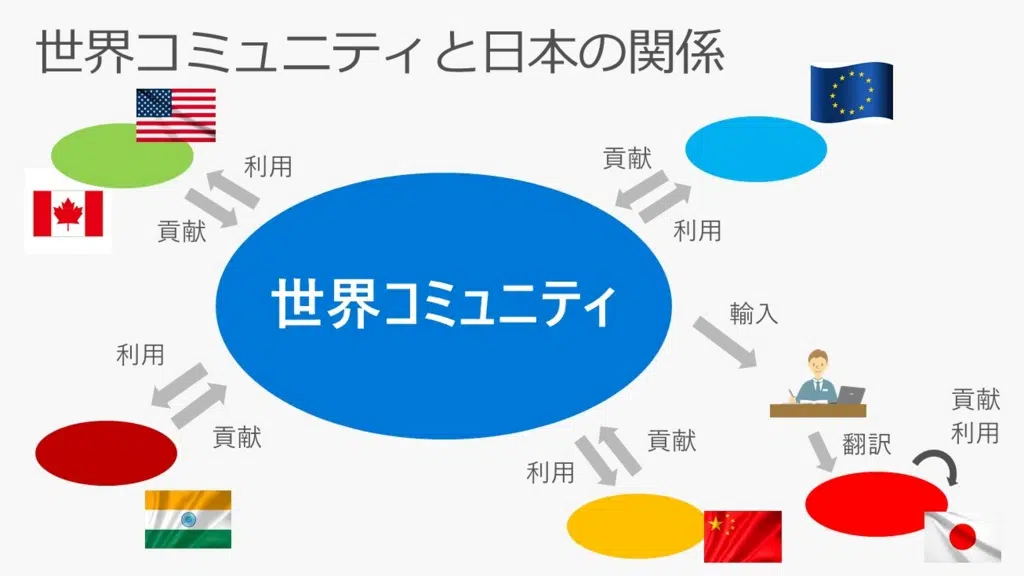 世界コミュニティと日本の関係
利用
貢献
貢献
利用
世界コミュニティ
輸入
利用
貢献
貢献
利用
翻訳
貢献
利用